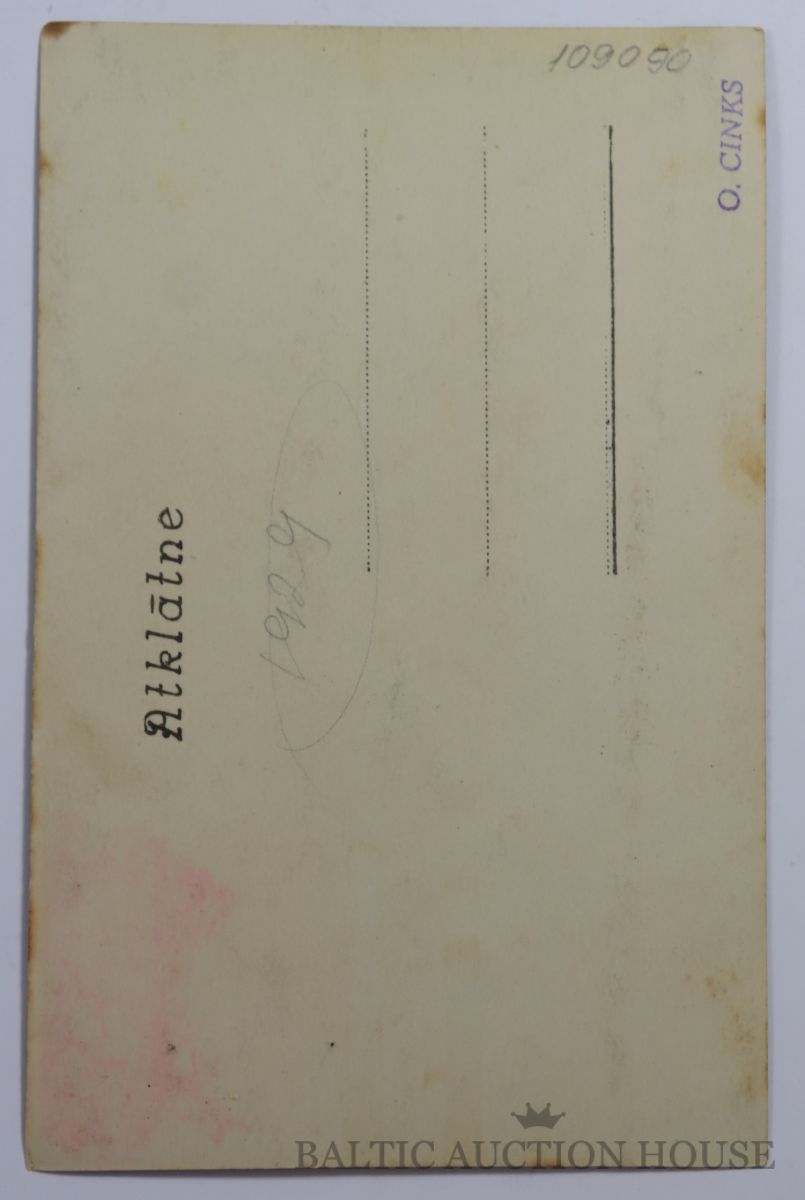 109090
O. CINKS
Atklātne
1929
BALTIC AUCTION HOUSE